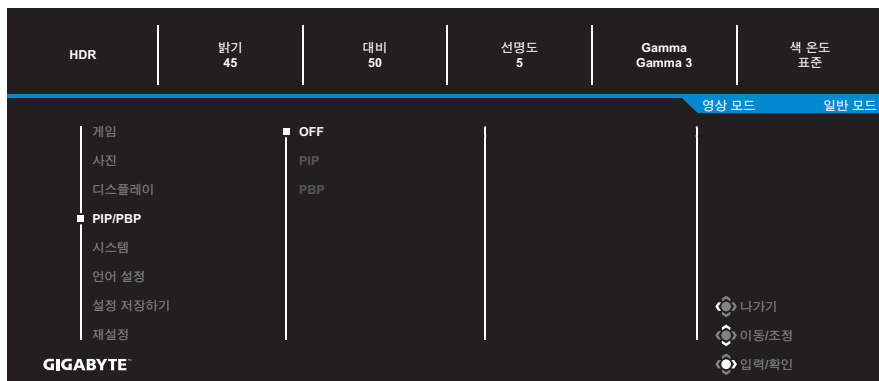 HDR
밝기
45
대비
50
선명도
5
Gamma
Gamma 3
색 온도
표준
영상 모드 일반 모드
게임
사진
디스플레이
PIP/PBP
시스템
언어 설정
설정 저장하기
재설정
OFF
PIP
PBP
나가기
이동/조정
입력/확인
GIGABYTE™